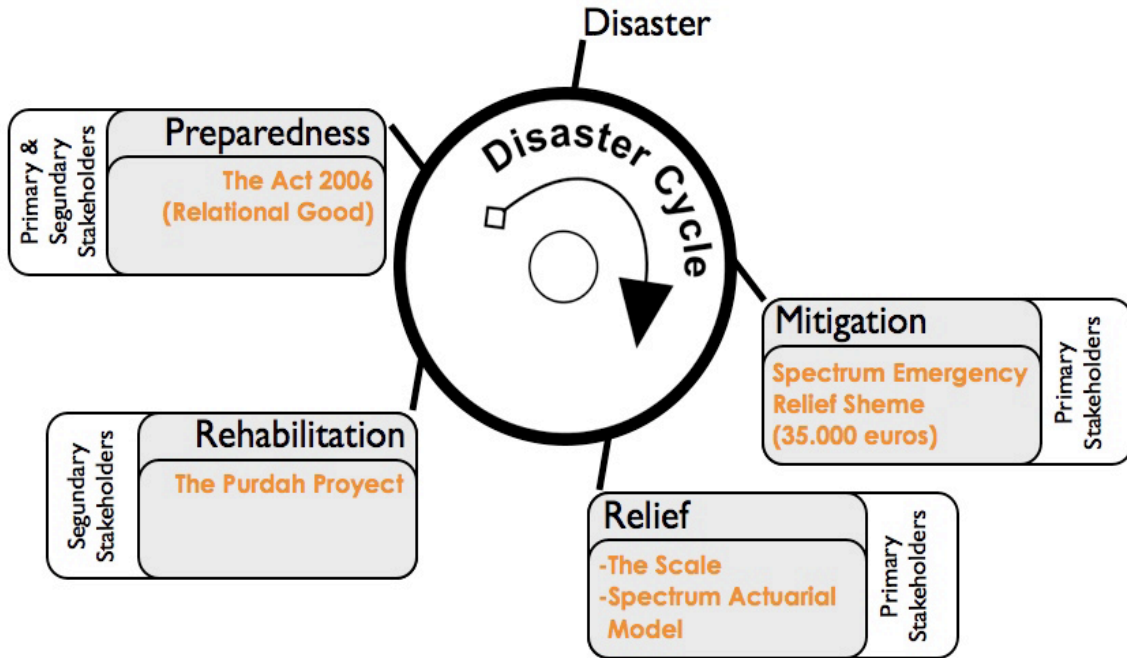 Disaster
Disaster Cycle
Primary &
Segundary
Stakeholders
Preparedness
The Act 2006
(Relational Good)
Mitigation
Spectrum Emergency
Relief Sheme
(35.000 euros)
Primary
Stakeholders
Segundary
Stakeholders
Rehabilitation
The Purdah Proyect
Relief
-The Scale
-Spectrum Actuarial
Model
Primary
Stakeholders